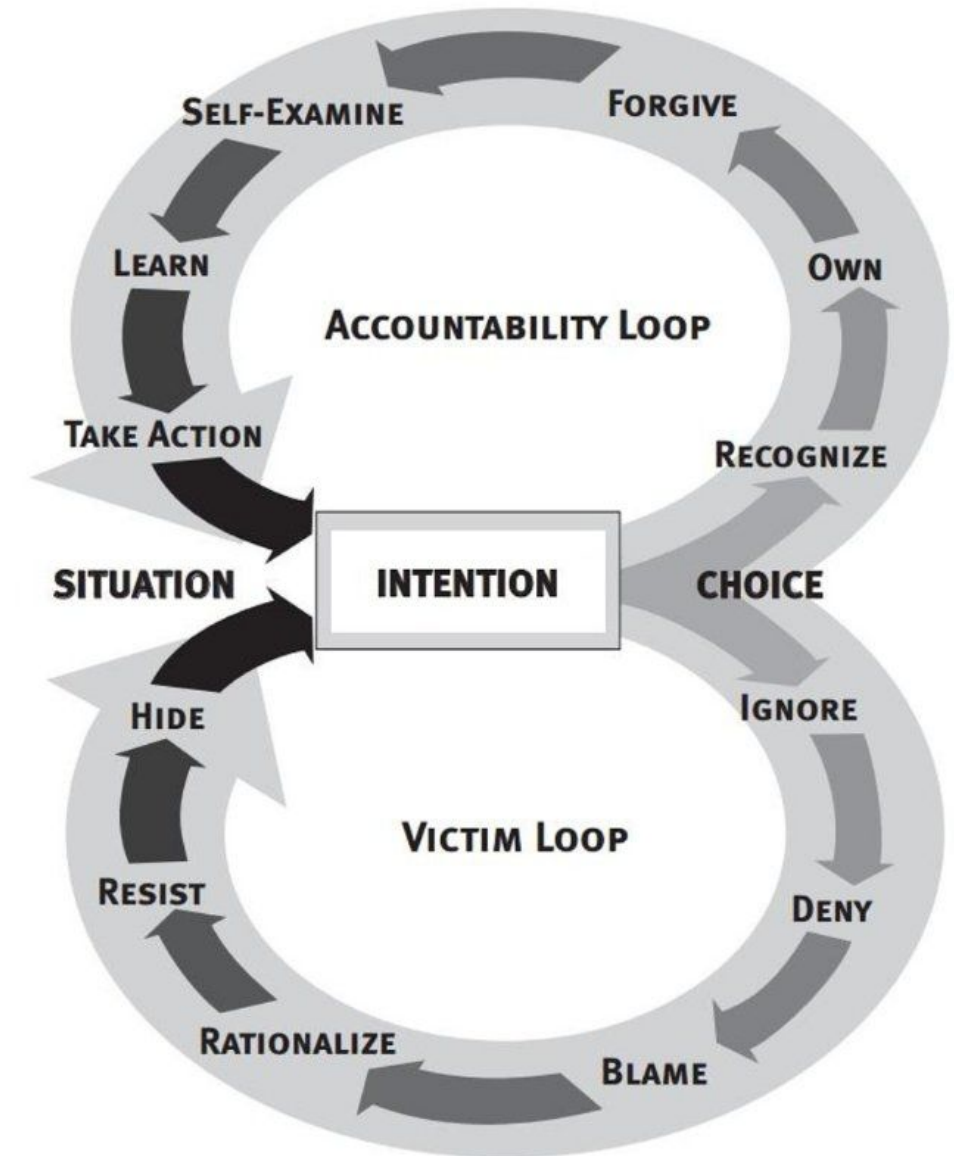 FORGIVE
SELF-EXAMINE
LEARN
OWN
ACCOUNTABILITY LOOP
TAKE ACTION
RECOGNIZE
SITUATION
INTENTION
CHOICE
HIDE
IGNORE
VICTIM LOOP
RESIST
DENY
RATIONALIZE
BLAME